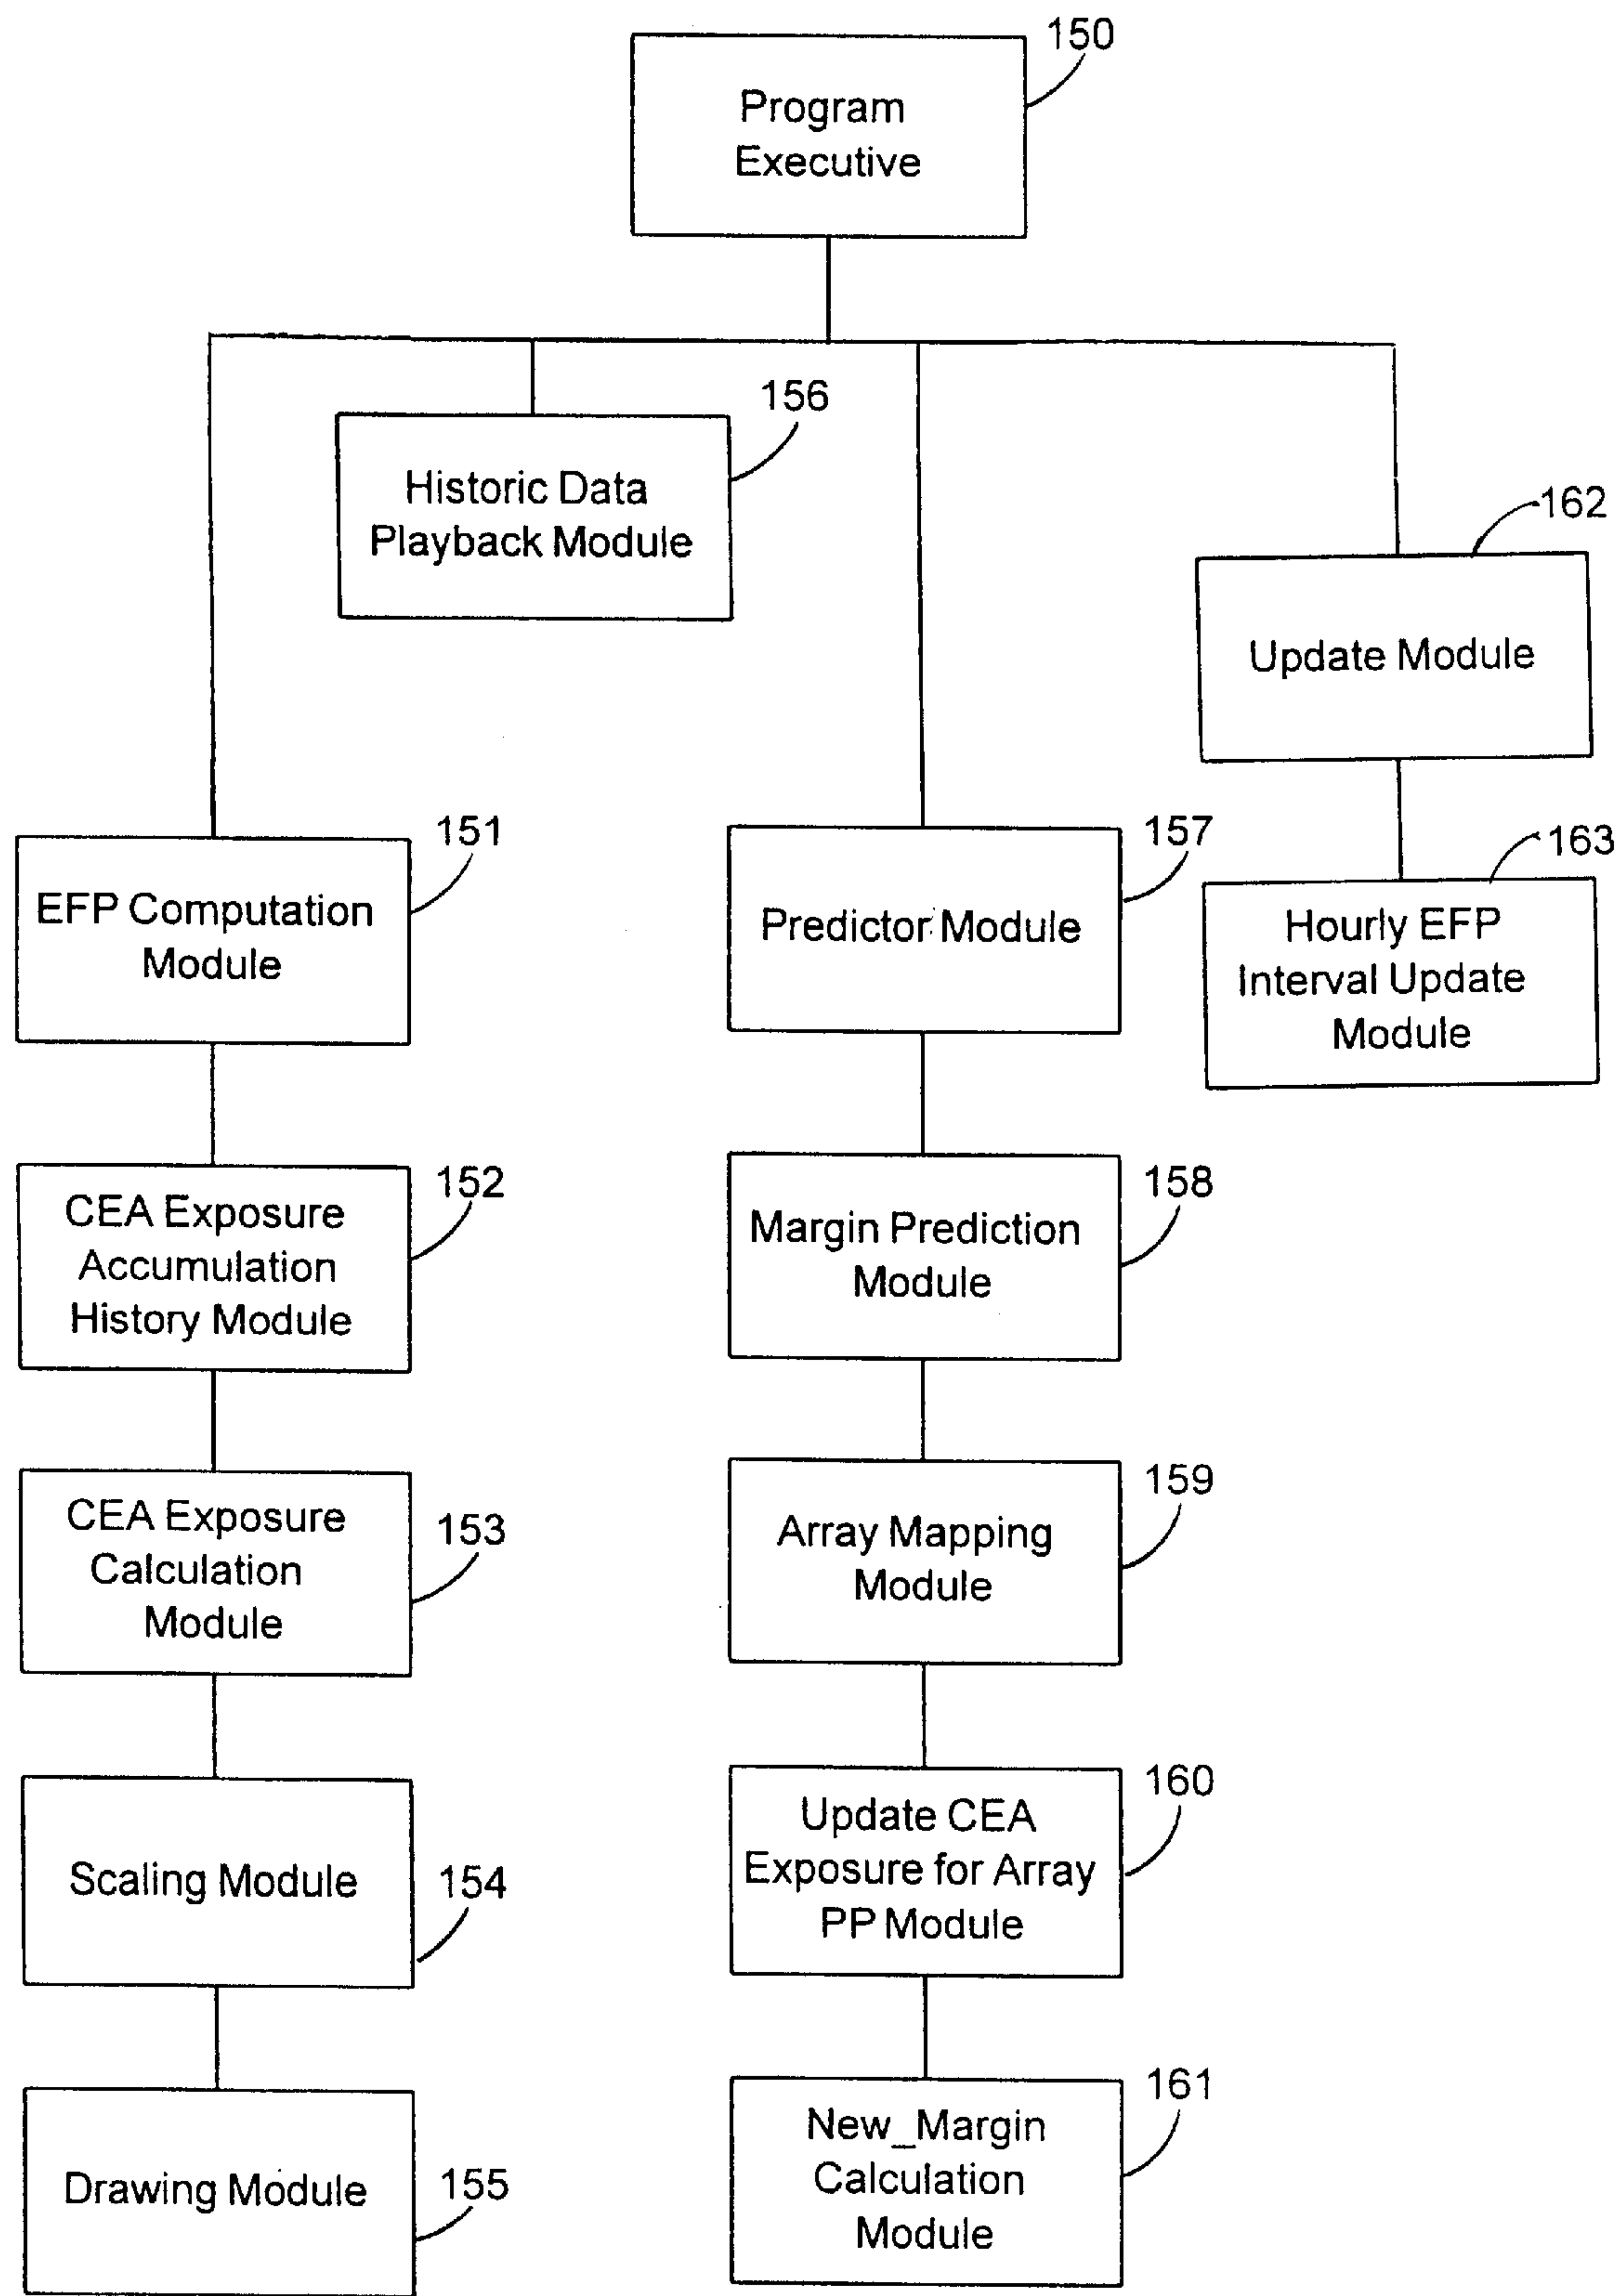 150
Program
Executive
156
Historic Data
Playback Module
162
Update Module
151
EFP Computation
Module
157
Predictor Module
163
Hourly EFP
Interval Update
Module
152
CEA Exposure
Accumulation
History Module
158
Margin Prediction
Module
153
CEA Exposure
Calculation
Module
159
Array Mapping
Module
154
Scaling Module
160
Update CEA
Exposure for Array
PP Module
155
Drawing Module
161
New_Margin
Calculation
Module